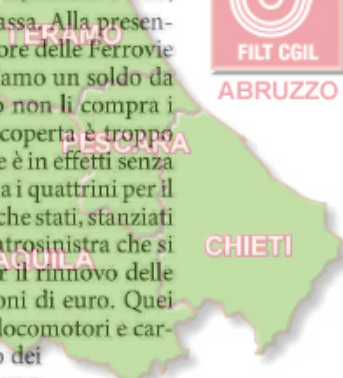 assa. Alla presen-
TERAMO
ore delle Ferrovie
amo un soldo da
o non li compra i
coperta è troppo
PESCARA
e è in effetti senza
a i quattrini per il
che stati, stanziati
atrosinistra che si
AQUILA
r il rinnovo delle
oni di euro. Quei
locomotori e car-
o dei
FILT CGIL
ABRUZZO
CHIETI